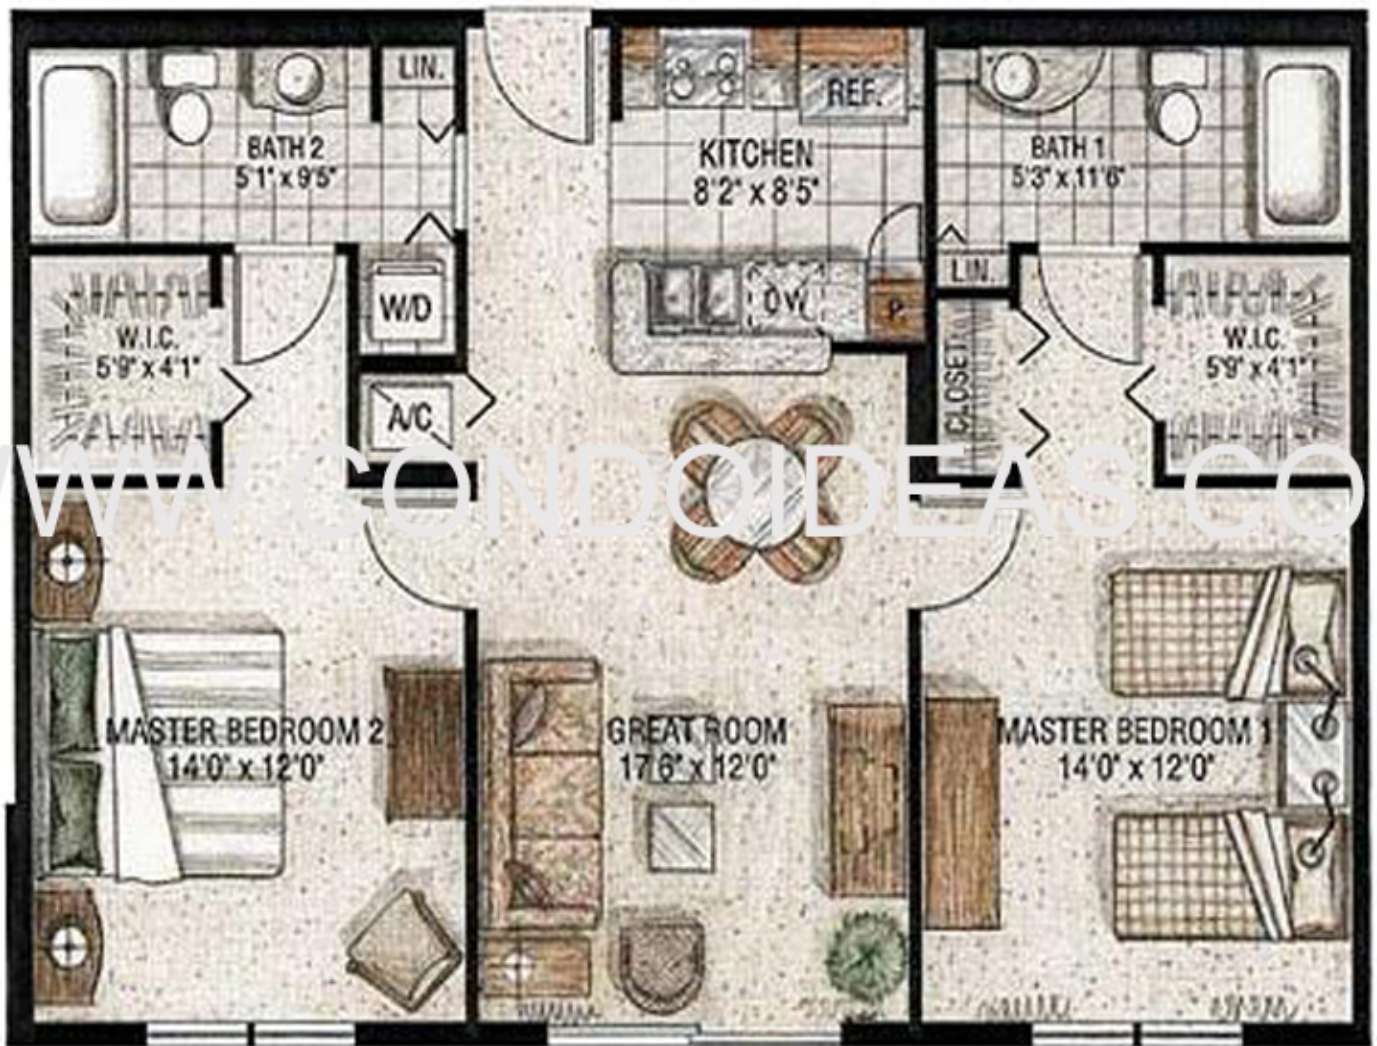 LIN.
REF.
BATH 2
5'1" x 9'5"
KITCHEN
8'2" x 8'5"
BATH 1
5'3" x 11'6"
LIN.
W/D
DW
P.
W.I.C.
5'9" x 4'1"
W.I.C.
5'9" x 4'1"
CLOSET
A/C
WWW.CONDOIDEAS.CO
MASTER BEDROOM 2
14'0" x 12'0"
GREAT ROOM
17'6" x 12'0"
MASTER BEDROOM 1
14'0" x 12'0"